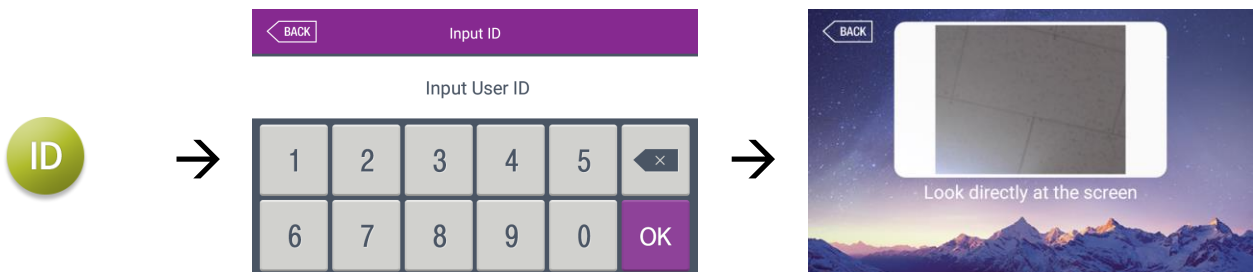 ID
BACK
Input ID
Input User ID
1 2 3 4 5
6 7 8 9 0 OK
BACK
Look directly at the screen